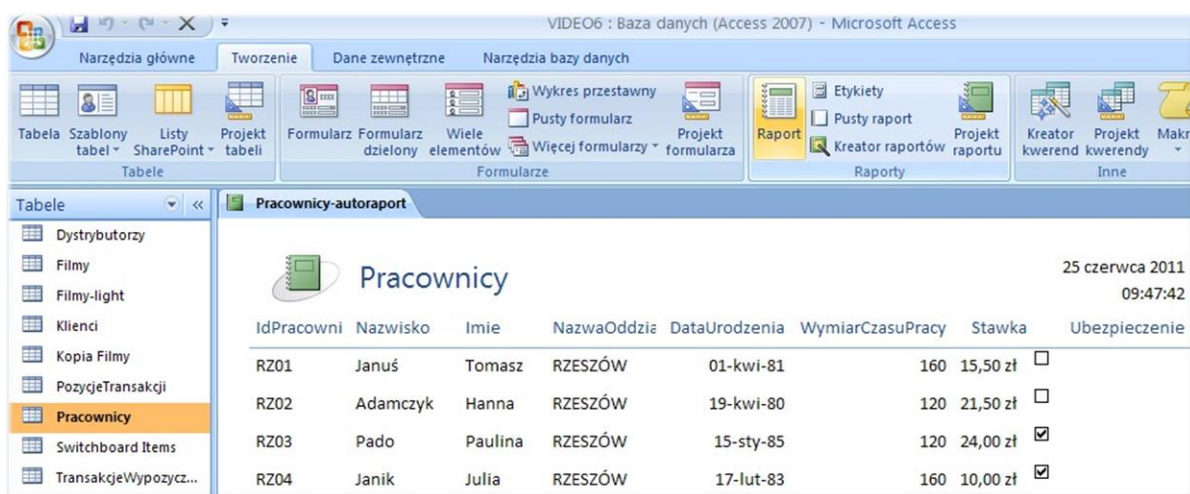 VIDEO6 : Baza danych (Access 2007) - Microsoft Access
Narzędzia główne Tworzenie Dane zewnętrzne Narzędzia bazy danych
Tabela Szablony tabel Listy SharePoint Projekt tabeli
Tabele
Formularz Formularz dzielony Wiele elementów Wykres przestawny Pusty formularz Więcej formularzy Projekt formularza
Formularze
Raport Etykiety Pusty raport Kreator raportów Projekt raportu
Raporty
Kreator kwerend Projekt kwerendy Makr
Inne
Tabele «
Dystrybutorzy
Filmy
Filmy-light
Klienci
Kopia Filmy
PozycjeTransakcji
Pracownicy
Switchboard Items
TransakcjeWypozycz...
Pracownicy-autoraport
Pracownicy
25 czerwca 2011
09:47:42
IdPracowni Nazwisko Imie NazwaOddzia DataUrodzenia WymiarCzasuPracy Stawka Ubezpieczenie
RZ01 Januś Tomasz RZESZÓW 01-kwi-81 160 15,50 zł
RZ02 Adamczyk Hanna RZESZÓW 19-kwi-80 120 21,50 zł
RZ03 Pado Paulina RZESZÓW 15-sty-85 120 24,00 zł
RZ04 Janik Julia RZESZÓW 17-lut-83 160 10,00 zł